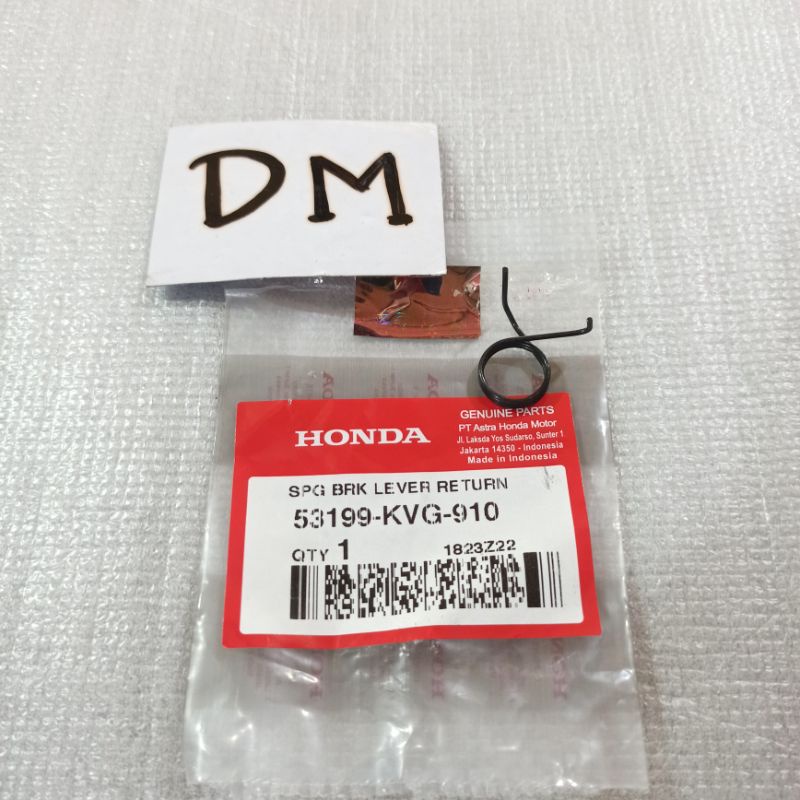 DM
HONDA
GENUINE PARTS
PT Astra Honda Motor
Jl. Laksda Yos Sudarso, Sunter 1
Jakarta 14350 - Indonesia
Made in Indonesia
SPG BRK LEVER RETURN
53199-KVG-910
QTY 1
1823Z22